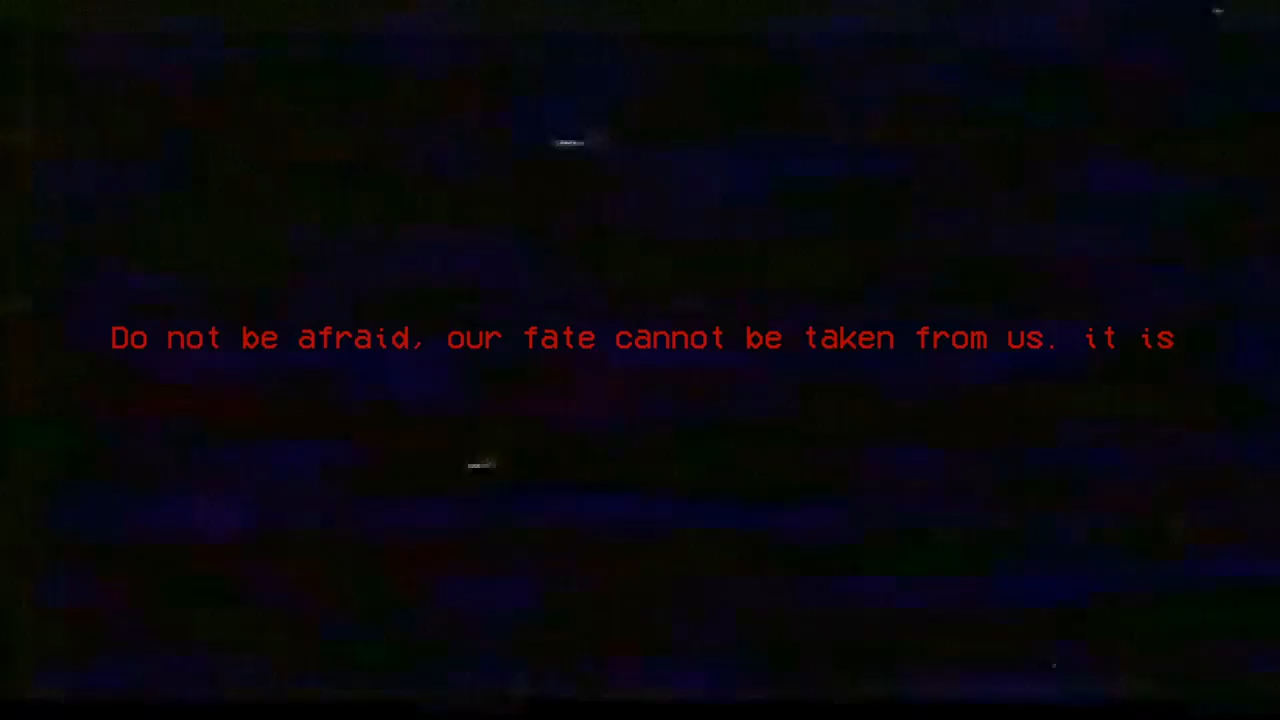 Do not be afraid, our fate cannot be taken from us. it is